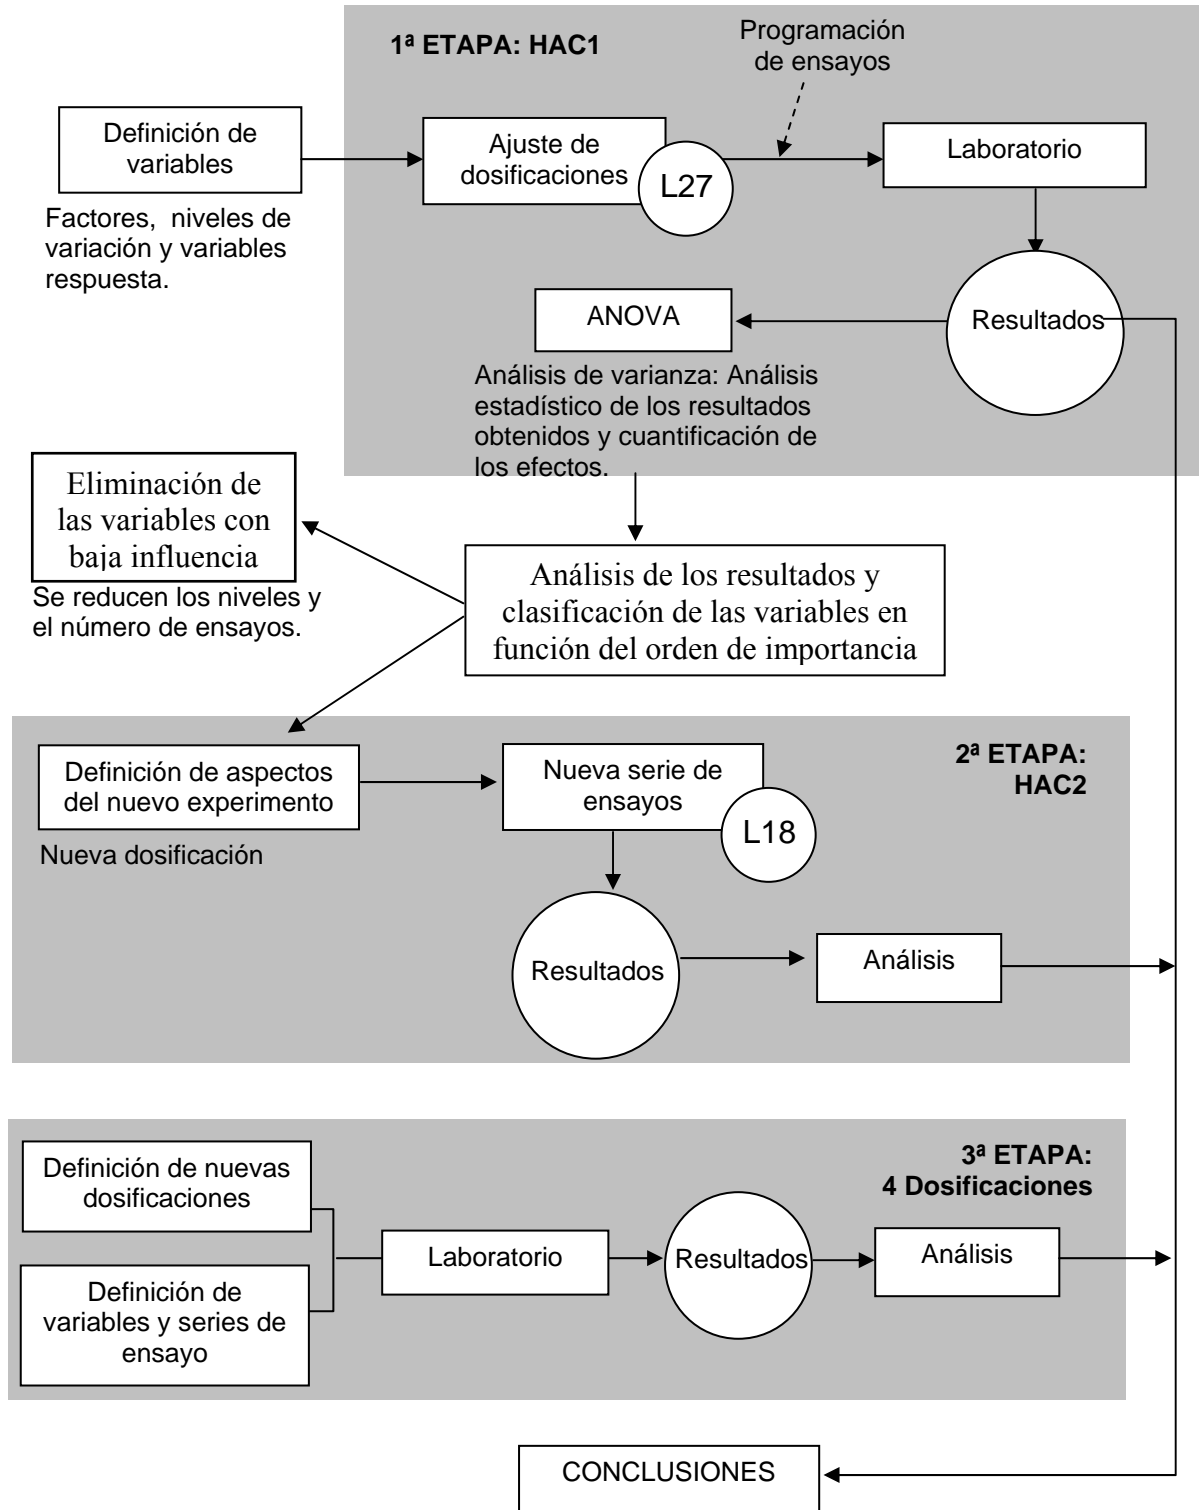 1ª ETAPA: HAC1
Programación
de ensayos
Definición de
variables
Ajuste de
dosificaciones
L27
Laboratorio
Factores, niveles de
variación y variables
respuesta.
ANOVA
Resultados
Análisis de varianza: Análisis
estadístico de los resultados
obtenidos y cuantificación de
los efectos.
Eliminación de
las variables con
baja influencia
Se reducen los niveles y
el número de ensayos.
Análisis de los resultados y
clasificación de las variables en
función del orden de importancia
2ª ETAPA:
HAC2
Definición de aspectos
del nuevo experimento
Nueva serie de
ensayos
L18
Nueva dosificación
Resultados
Análisis
3ª ETAPA:
4 Dosificaciones
Definición de nuevas
dosificaciones
Definición de
variables y series de
ensayo
Laboratorio
Resultados
Análisis
CONCLUSIONES